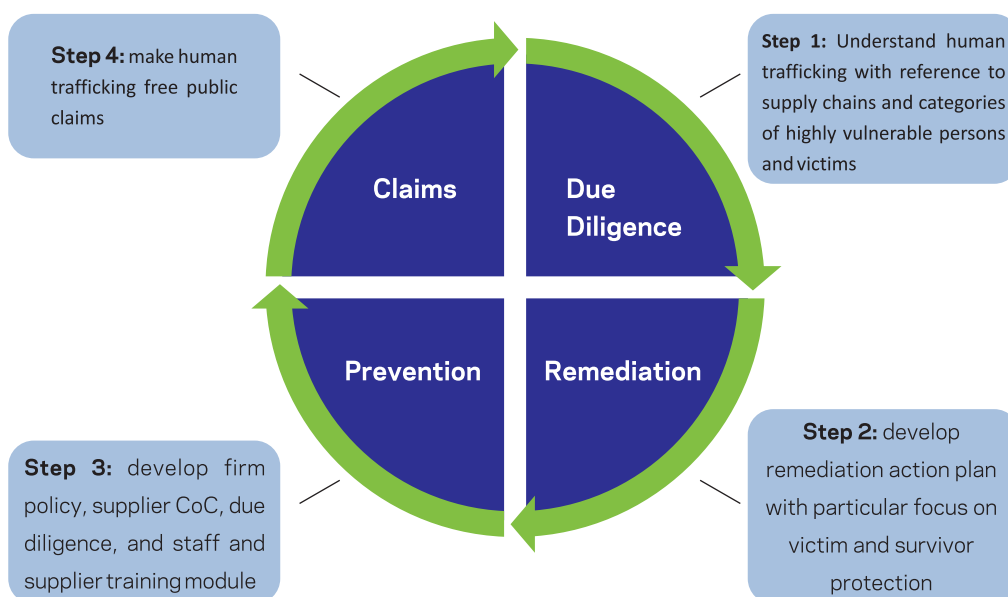 Step 4: make human
trafficking free public
claims
Step 1: Understand human
trafficking with reference to
supply chains and categories
of highly vulnerable persons
and victims
Claims
Due
Diligence
Prevention
Remediation
Step 3: develop firm
policy, supplier CoC, due
diligence, and staff and
supplier training module
Step 2: develop
remediation action plan
with particular focus on
victim and survivor
protection